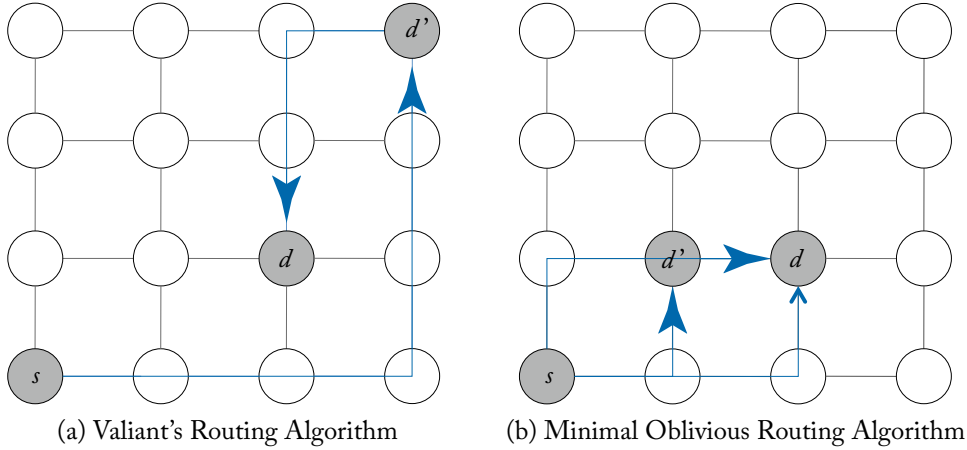 d’
d
d’
d
s
s
(a) Valiant’s Routing Algorithm
(b) Minimal Oblivious Routing Algorithm